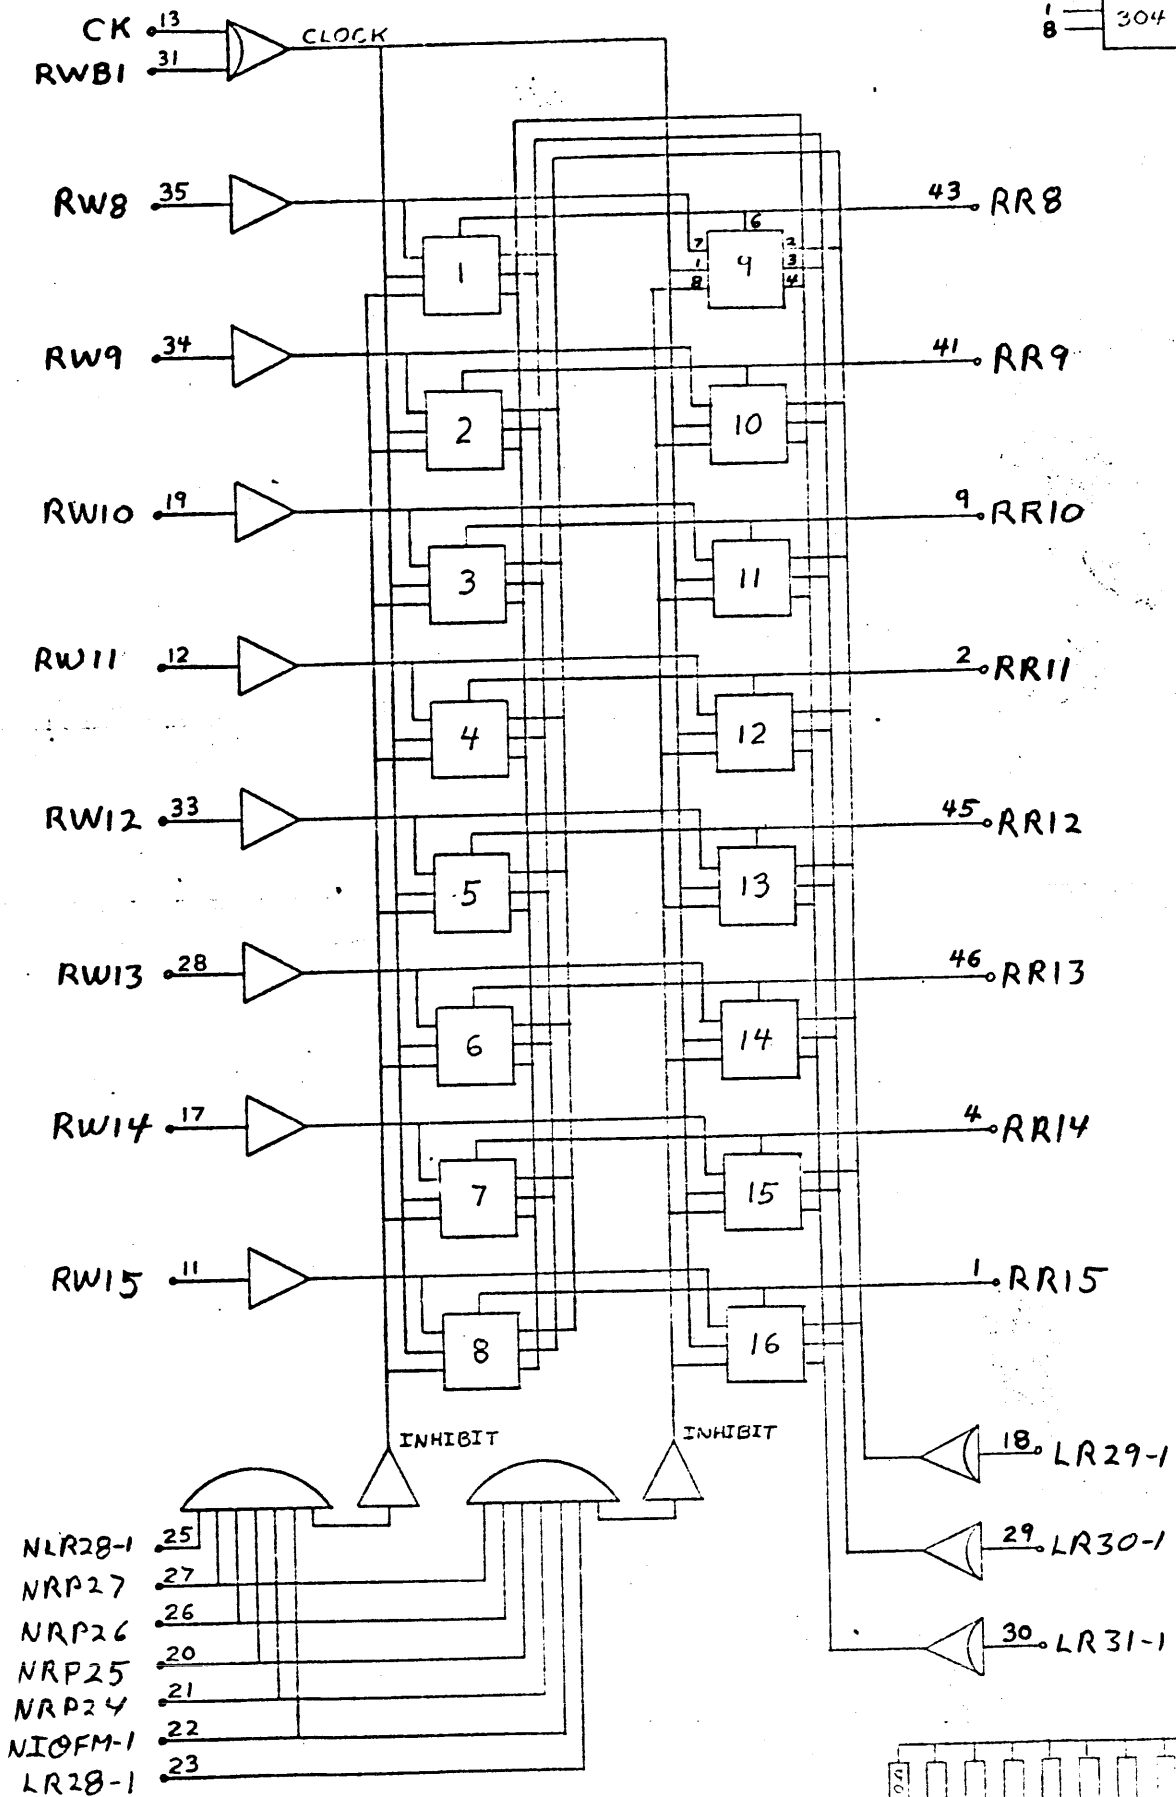 CK 13
CLOCK
RWB1 31
1
8
304
RW8 35
43 RR8
6
7 2
1 3
8 4
1 9
RW9 34
41 RR9
2 10
RW10 19
9 RR10
3 11
RW11 12
2 RR11
4 12
RW12 33
45 RR12
5 13
RW13 28
46 RR13
6 14
RW14 17
4 RR14
7 15
RW15 11
1 RR15
8 16
INHIBIT INHIBIT
18 LR29-1
NLR28-1 25
29 LR30-1
NRP27 27
NRP26 26
30 LR31-1
NRP25 20
NRP24 21
NIOFM-1 22
LR28-1 23